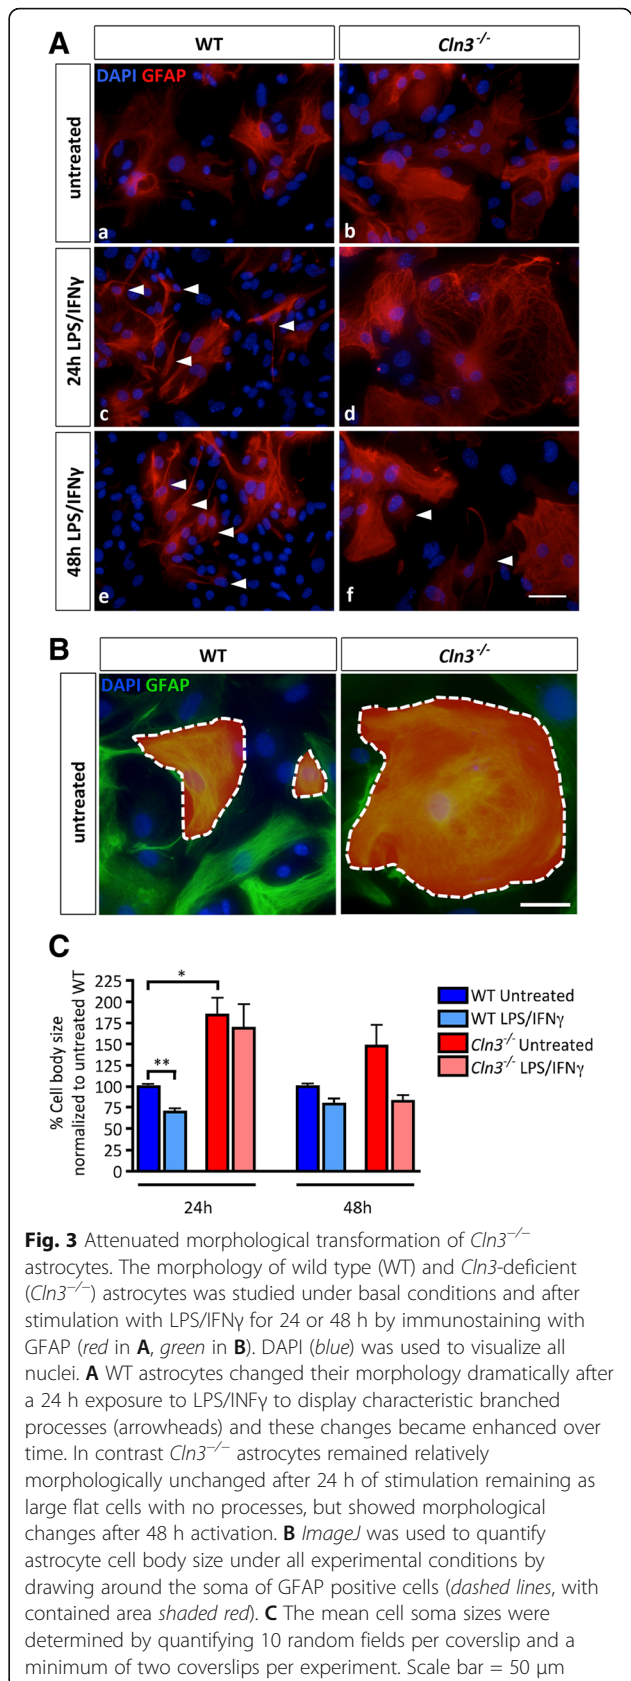 A
WT
Cln3⁻/⁻
untreated
DAPI GFAP
a
b
24h LPS/IFNγ
c
d
48h LPS/IFNγ
e
f
B
WT
Cln3⁻/⁻
untreated
DAPI GFAP
C
% Cell body size
normalized to untreated WT
225
200
175
150
125
100
75
50
25
0
*
**
24h
48h
WT Untreated
WT LPS/IFNγ
Cln3⁻/⁻ Untreated
Cln3⁻/⁻ LPS/IFNγ
Fig. 3 Attenuated morphological transformation of Cln3⁻/⁻
astrocytes. The morphology of wild type (WT) and Cln3-deficient
(Cln3⁻/⁻) astrocytes was studied under basal conditions and after
stimulation with LPS/IFNγ for 24 or 48 h by immunostaining with
GFAP (red in A, green in B). DAPI (blue) was used to visualize all
nuclei. A WT astrocytes changed their morphology dramatically after
a 24 h exposure to LPS/INFγ to display characteristic branched
processes (arrowheads) and these changes became enhanced over
time. In contrast Cln3⁻/⁻ astrocytes remained relatively
morphologically unchanged after 24 h of stimulation remaining as
large flat cells with no processes, but showed morphological
changes after 48 h activation. B ImageJ was used to quantify
astrocyte cell body size under all experimental conditions by
drawing around the soma of GFAP positive cells (dashed lines, with
contained area shaded red). C The mean cell soma sizes were
determined by quantifying 10 random fields per coverslip and a
minimum of two coverslips per experiment. Scale bar = 50 μm